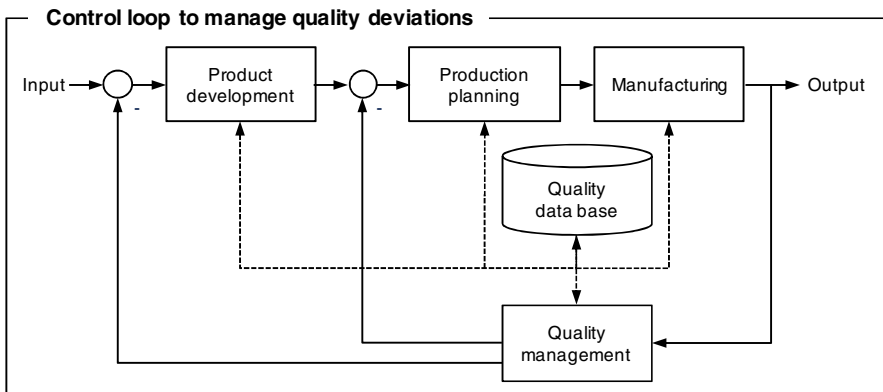 Control loop to manage quality deviations
Input
Product
development
Production
planning
Manufacturing
Output
-
-
Quality
data base
Quality
management